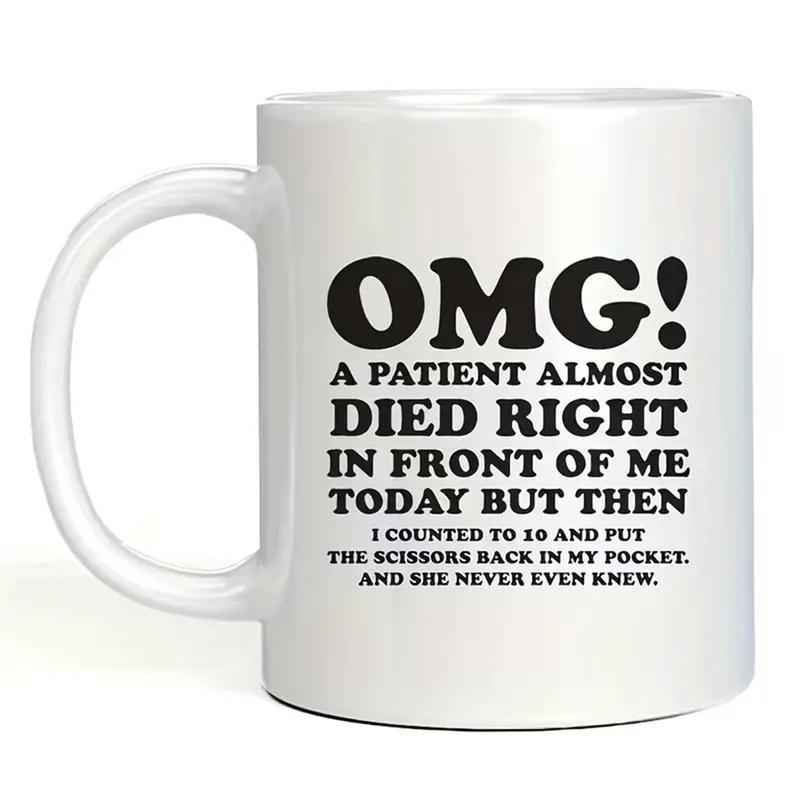 OMG!
A PATIENT ALMOST
DIED RIGHT
IN FRONT OF ME
TODAY BUT THEN
I COUNTED TO 10 AND PUT
THE SCISSORS BACK IN MY POCKET.
AND SHE NEVER EVEN KNEW.